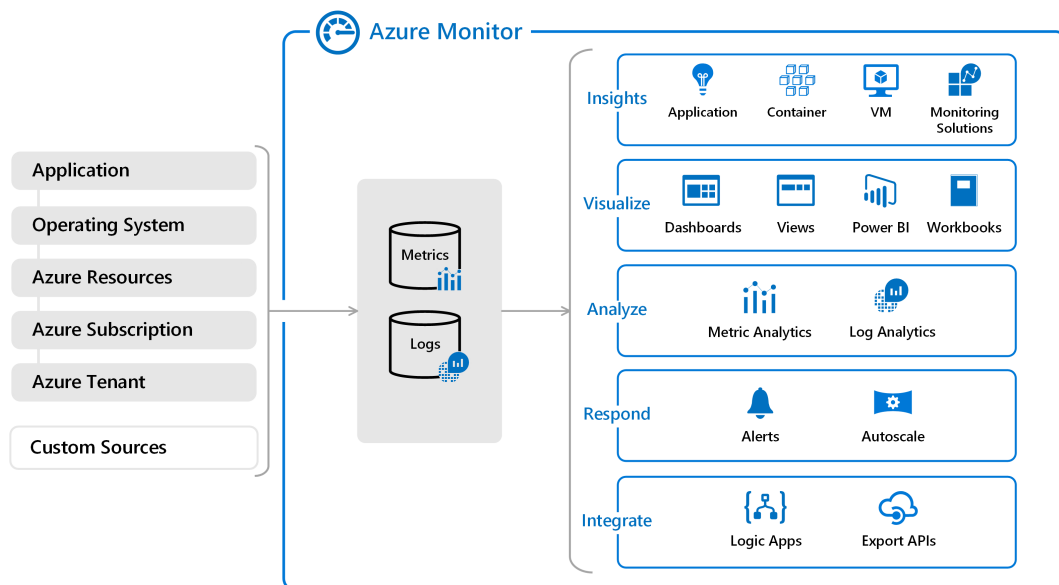 Azure Monitor
Application
Operating System
Azure Resources
Azure Subscription
Azure Tenant
Custom Sources
Metrics
Logs
Insights
Application
Container
VM
Monitoring
Solutions
Visualize
Dashboards
Views
Power BI
Workbooks
Analyze
Metric Analytics
Log Analytics
Respond
Alerts
Autoscale
Integrate
Logic Apps
Export APIs